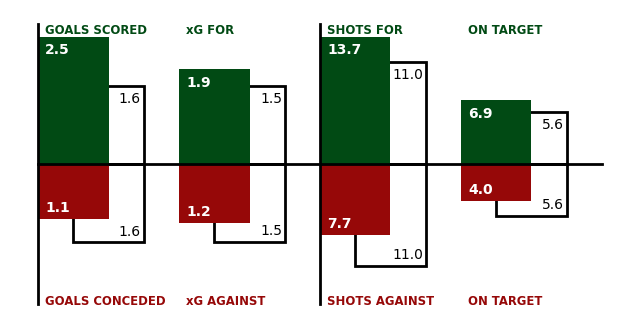 GOALS SCORED xG FOR SHOTS FOR ON TARGET
2.5 1.6 1.9 1.5 13.7 11.0 6.9 5.6
1.1 1.6 1.2 1.5 7.7 11.0 4.0 5.6
GOALS CONCEDED xG AGAINST SHOTS AGAINST ON TARGET